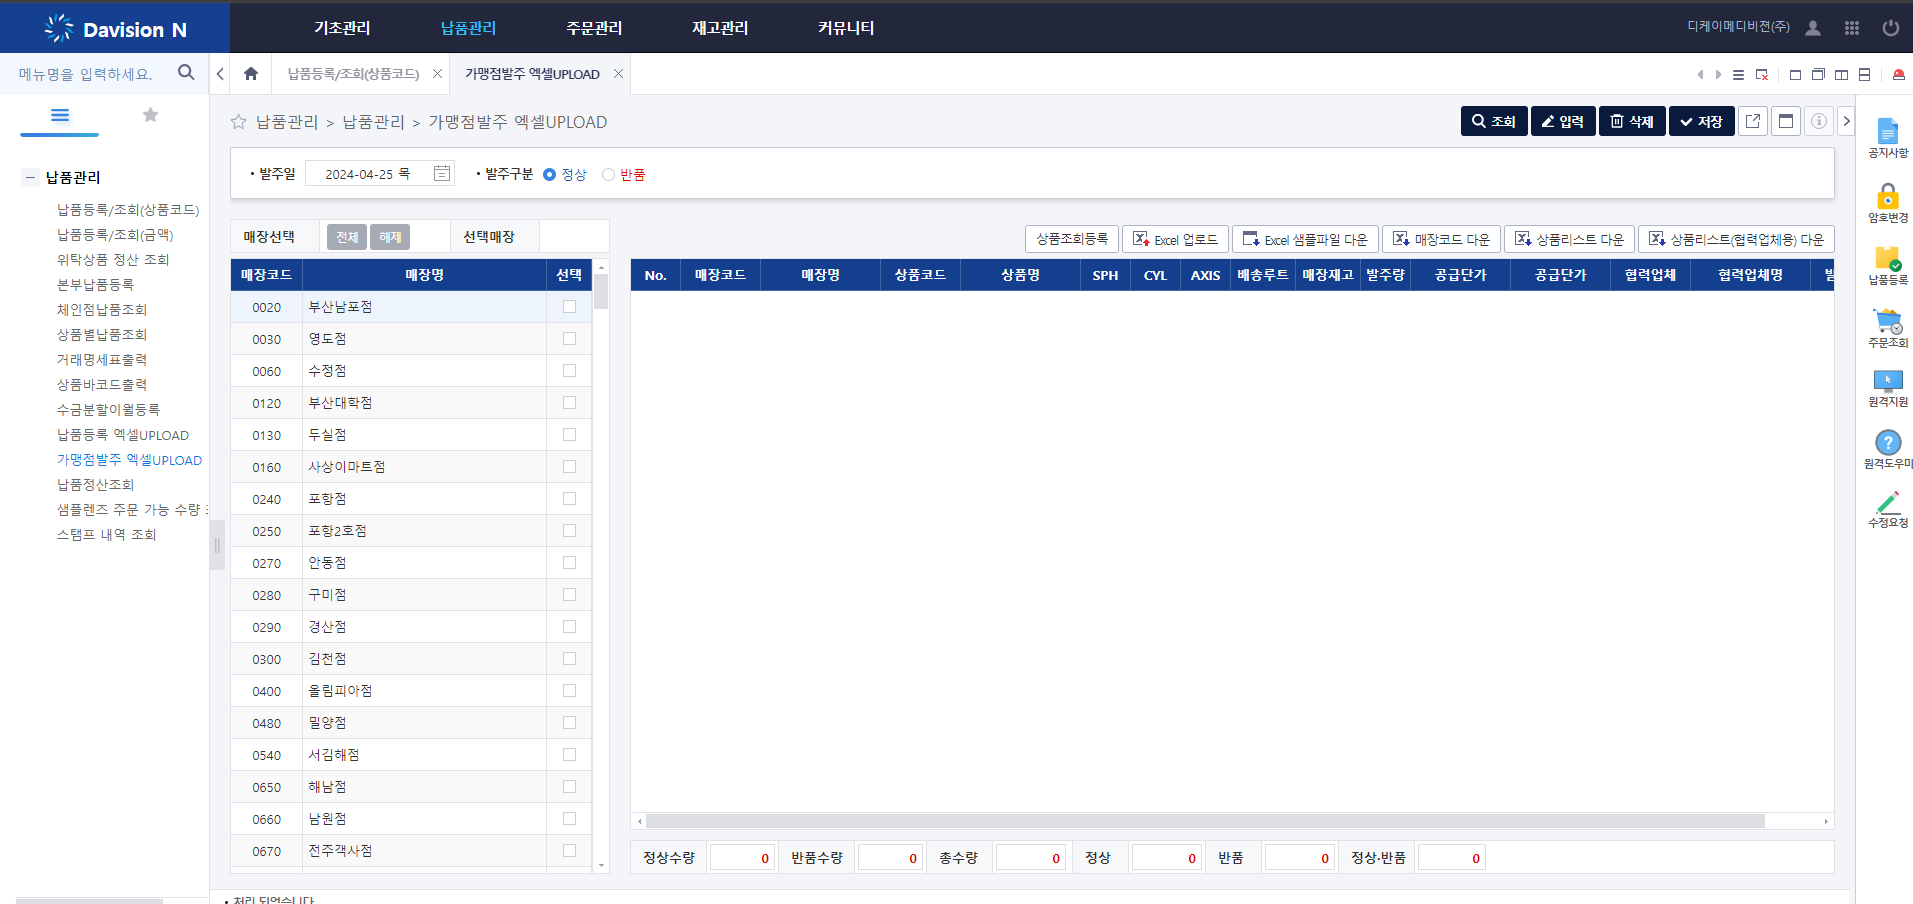 Davision N
기초관리 납품관리 주문관리 재고관리 커뮤니티
디케이메디비젼(주)
메뉴명을 입력하세요.
납품등록/조회(상품코드) 가맹점발주 엑셀UPLOAD
납품관리 > 납품관리 > 가맹점발주 엑셀UPLOAD
조회 입력 삭제 저장
납품관리
납품등록/조회(상품코드)
납품등록/조회(금액)
위탁상품 정산 조회
본부납품등록
체인점납품조회
상품별납품조회
거래명세표출력
상품바코드출력
수금분할이월등록
납품등록 엑셀UPLOAD
가맹점발주 엑셀UPLOAD
납품정산조회
샘플렌즈 주문 가능 수량
스탬프 내역 조회
• 발주일 2024-04-25 목 • 발주구분 정상 반품
매장선택 전체 해제 선택매장
상품조회등록 Excel 업로드 Excel 샘플파일 다운 매장코드 다운 상품리스트 다운 상품리스트(협력업체용) 다운
매장코드 매장명 선택
0020 부산남포점
0030 영도점
0060 수정점
0120 부산대학점
0130 두실점
0160 사상이마트점
0240 포항점
0250 포항2호점
0270 안동점
0280 구미점
0290 경산점
0300 김천점
0400 올림피아점
0480 밀양점
0540 서김해점
0650 해남점
0660 남원점
0670 전주객사점
No. 매장코드 매장명 상품코드 상품명 SPH CYL AXIS 배송루트 매장재고 발주량 공급단가 공급단가 협력업체 협력업체명
정상수량 0 반품수량 0 총수량 0 정상 0 반품 0 정상-반품 0
• 처리 되었습니다
공지사항
암호변경
납품등록
주문조회
원격지원
원격도우미
수정요청